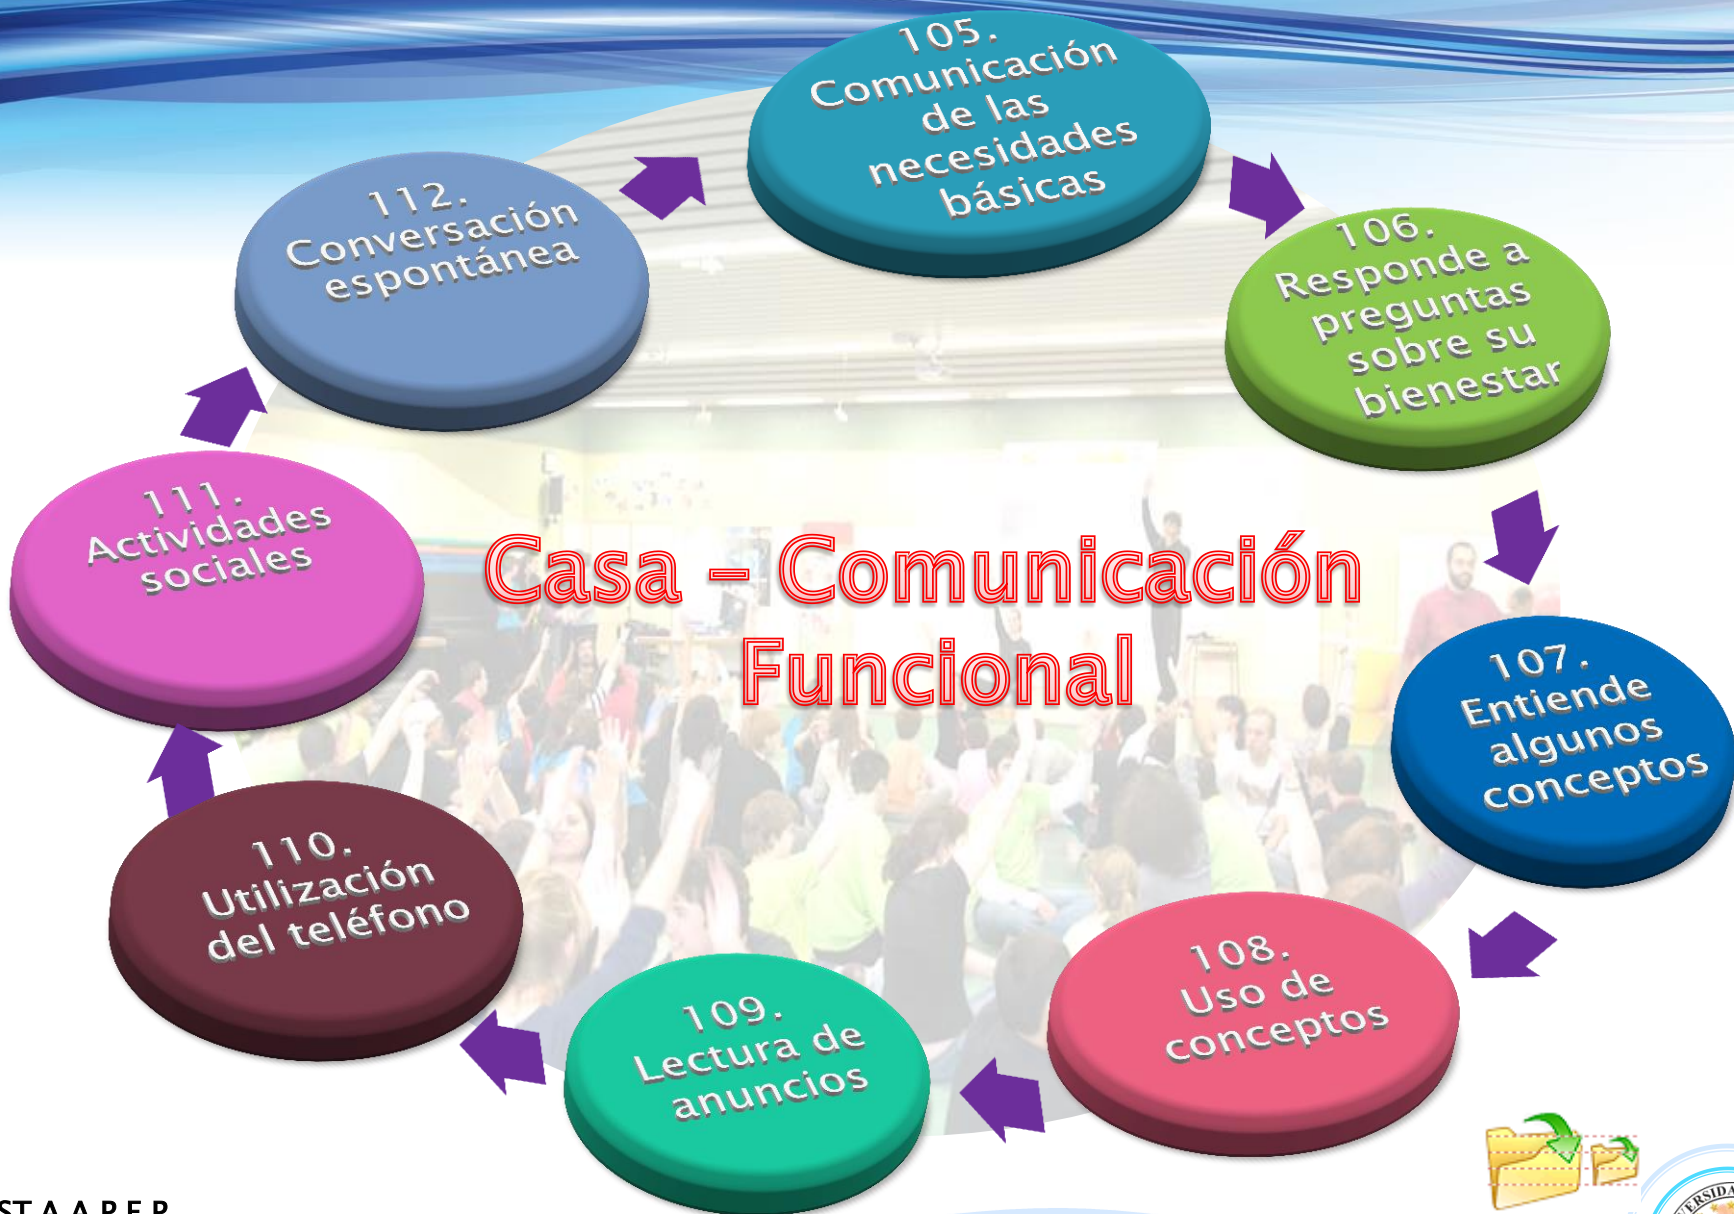 105.
Comunicación
de las
necesidades
básicas
106.
Responde a
preguntas
sobre su
bienestar
107.
Entiende
algunos
conceptos
108.
Uso de
conceptos
109.
Lectura de
anuncios
110.
Utilización
del teléfono
111.
Actividades
sociales
112.
Conversación
espontánea
Casa – Comunicación
Funcional